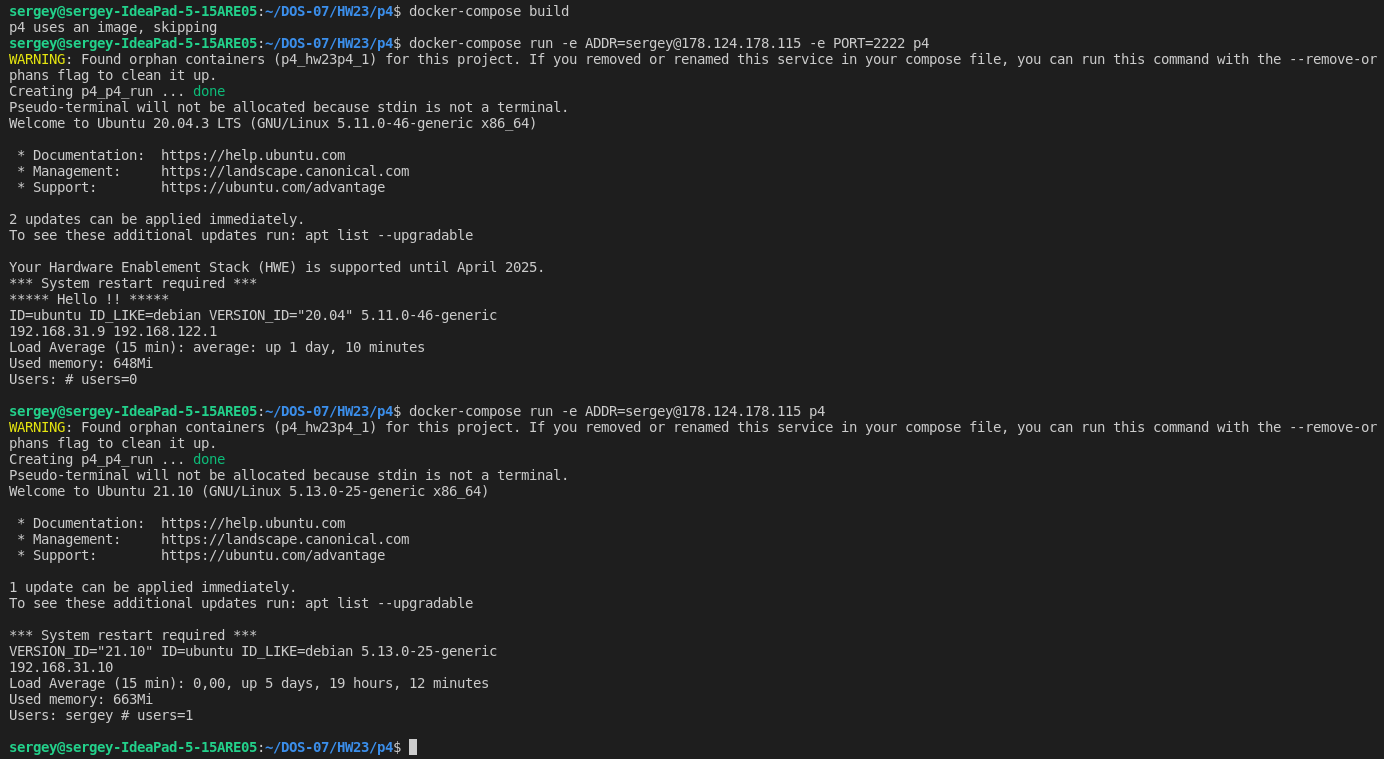 sergey@sergey-IdeaPad-5-15ARE05:~/DOS-07/HW23/p4$ docker-compose build
p4 uses an image, skipping
sergey@sergey-IdeaPad-5-15ARE05:~/DOS-07/HW23/p4$ docker-compose run -e ADDR=sergey@178.124.178.115 -e PORT=2222 p4
WARNING: Found orphan containers (p4_hw23p4_1) for this project. If you removed or renamed this service in your compose file, you can run this command with the --remove-or
phans flag to clean it up.
Creating p4_p4_run ... done
Pseudo-terminal will not be allocated because stdin is not a terminal.
Welcome to Ubuntu 20.04.3 LTS (GNU/Linux 5.11.0-46-generic x86_64)

 * Documentation:  https://help.ubuntu.com
 * Management:     https://landscape.canonical.com
 * Support:        https://ubuntu.com/advantage

2 updates can be applied immediately.
To see these additional updates run: apt list --upgradable

Your Hardware Enablement Stack (HWE) is supported until April 2025.
*** System restart required ***
***** Hello !! *****
ID=ubuntu ID_LIKE=debian VERSION_ID="20.04" 5.11.0-46-generic
192.168.31.9 192.168.122.1
Load Average (15 min): average: up 1 day, 10 minutes
Used memory: 648Mi
Users: # users=0

sergey@sergey-IdeaPad-5-15ARE05:~/DOS-07/HW23/p4$ docker-compose run -e ADDR=sergey@178.124.178.115 p4
WARNING: Found orphan containers (p4_hw23p4_1) for this project. If you removed or renamed this service in your compose file, you can run this command with the --remove-or
phans flag to clean it up.
Creating p4_p4_run ... done
Pseudo-terminal will not be allocated because stdin is not a terminal.
Welcome to Ubuntu 21.10 (GNU/Linux 5.13.0-25-generic x86_64)

 * Documentation:  https://help.ubuntu.com
 * Management:     https://landscape.canonical.com
 * Support:        https://ubuntu.com/advantage

1 update can be applied immediately.
To see these additional updates run: apt list --upgradable

*** System restart required ***
VERSION_ID="21.10" ID=ubuntu ID_LIKE=debian 5.13.0-25-generic
192.168.31.10
Load Average (15 min): 0,00, up 5 days, 19 hours, 12 minutes
Used memory: 663Mi
Users: sergey # users=1

sergey@sergey-IdeaPad-5-15ARE05:~/DOS-07/HW23/p4$